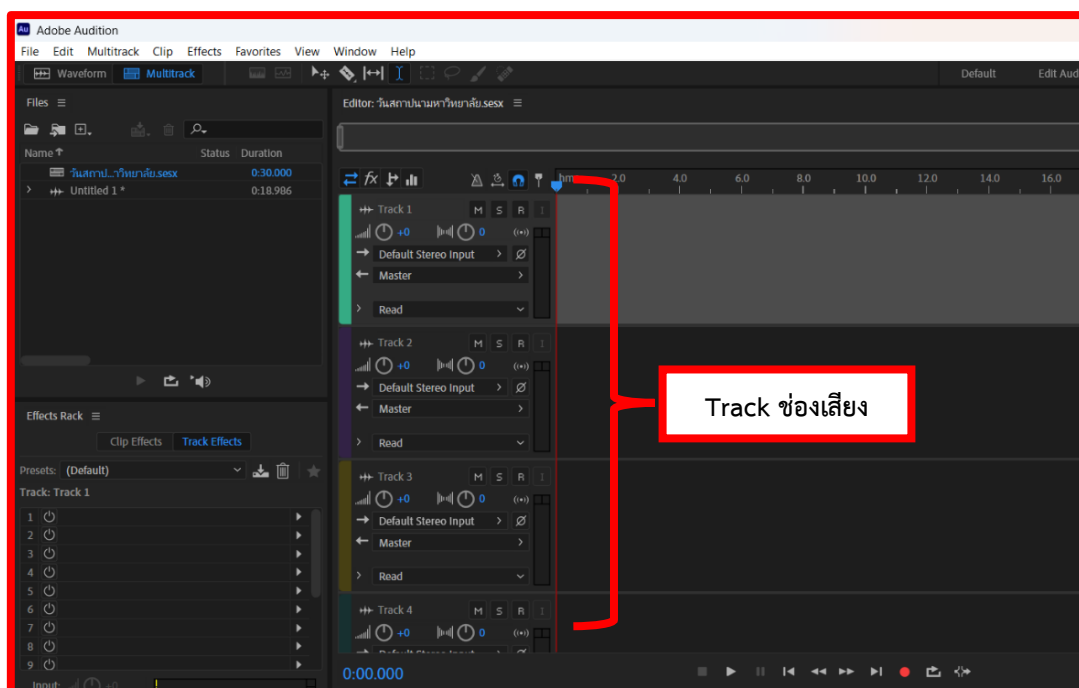 Au Adobe Audition
File Edit Multitrack Clip Effects Favorites View Window Help
Waveform Multitrack Default Edit Aud
Files
Name Status Duration
วันสถาป...าวิทยาลัย.sesx 0:30.000
Untitled 1 * 0:18.986
Effects Rack
Clip Effects Track Effects
Presets: (Default)
Track: Track 1
1
2
3
4
5
6
7
8
9
Input: +0
Editor: วันสถาปนามหาวิทยาลัย.sesx
fx
hm 2.0 4.0 6.0 8.0 10.0 12.0 14.0 16.0
Track 1 M S R I
+0 0
Default Stereo Input
Master
Read
Track 2 M S R I
+0 0
Default Stereo Input
Master
Read
Track ช่องเสียง
Track 3 M S R I
+0 0
Default Stereo Input
Master
Read
Track 4 M S R I
+0 0
Default Stereo Input
0:00.000